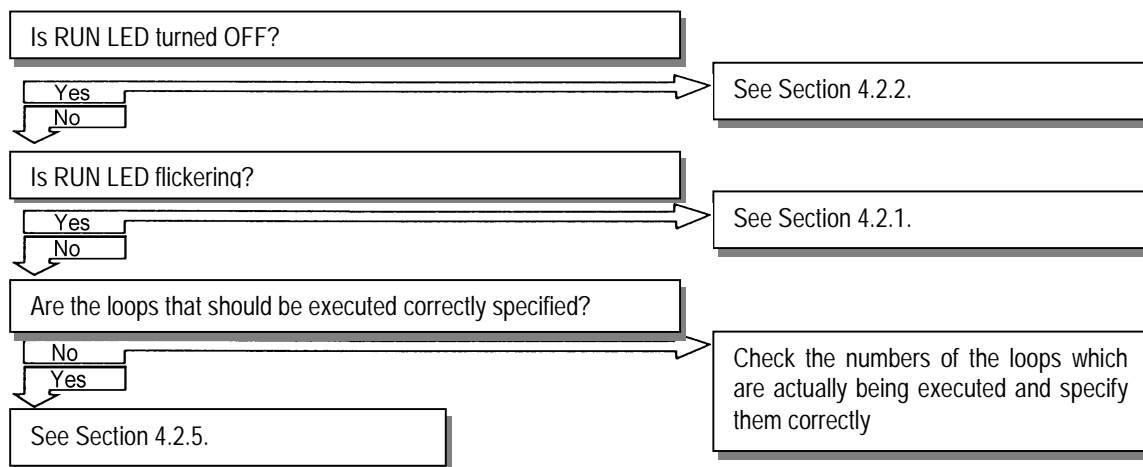 Is RUN LED turned OFF?
Yes
See Section 4.2.2.
No
Is RUN LED flickering?
Yes
See Section 4.2.1.
No
Are the loops that should be executed correctly specified?
No
Check the numbers of the loops which
are actually being executed and specify
them correctly
Yes
See Section 4.2.5.